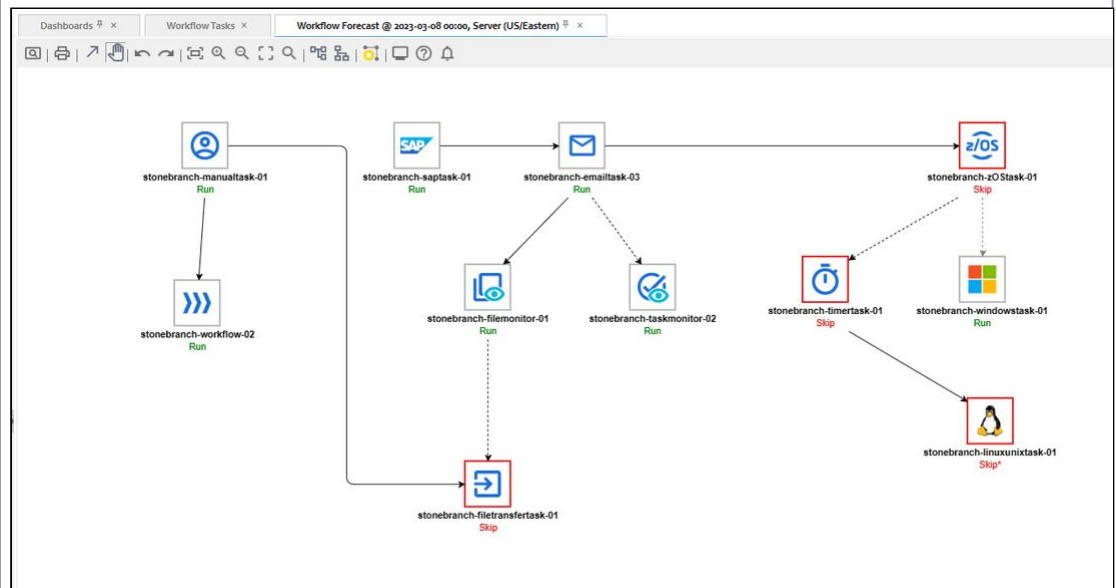 Dashboards
Workflow Tasks
Workflow Forecast @ 2023-03-08 00:00, Server (US/Eastern)
stonebranch-manualtask-01
Run
SAP
stonebranch-saptask-01
Run
stonebranch-emailtask-03
Run
z/OS
stonebranch-zOStask-01
Skip
stonebranch-workflow-02
Run
stonebranch-filemonitor-01
Run
stonebranch-taskmonitor-02
Run
stonebranch-timertask-01
Skip
stonebranch-windowstask-01
Run
stonebranch-linuxunixtask-01
Skip*
stonebranch-filetransfertask-01
Skip